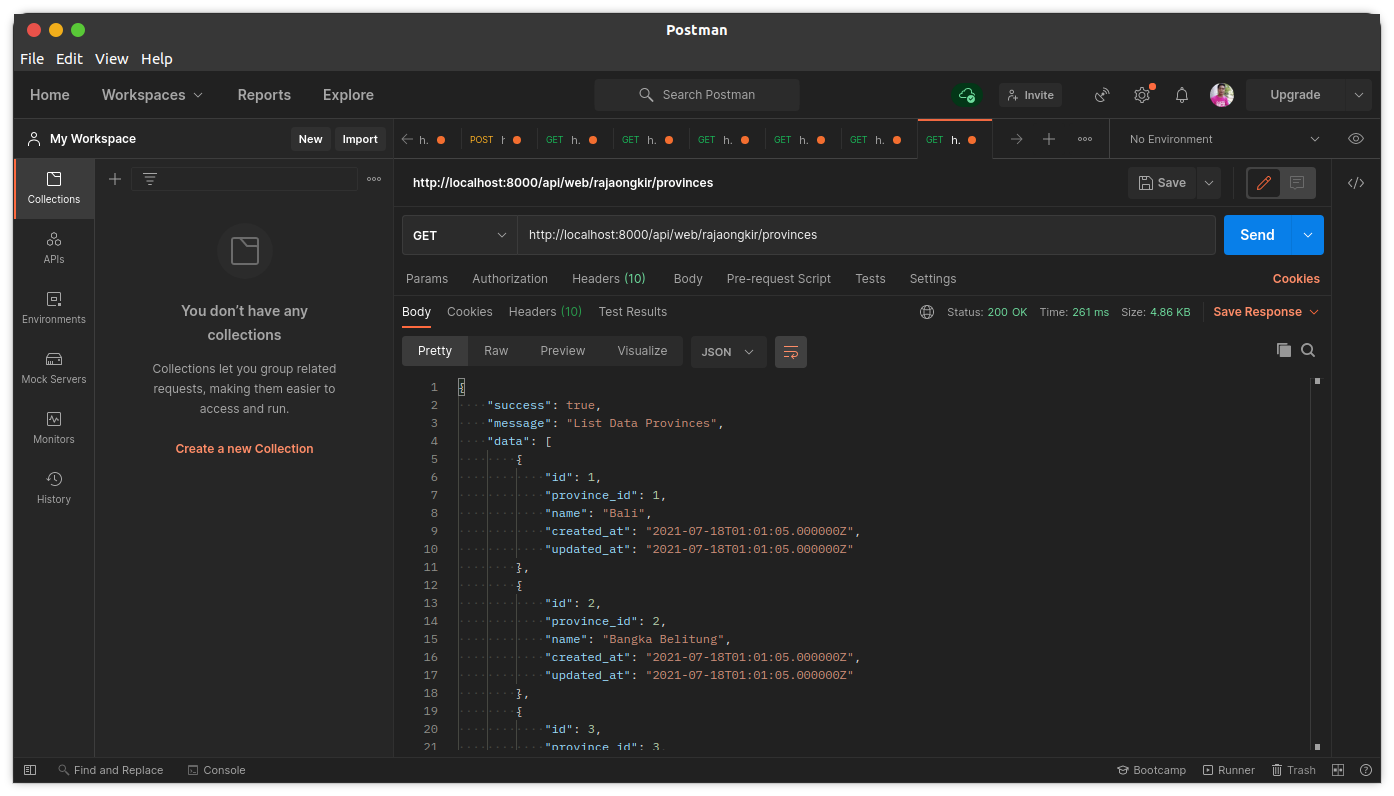 Postman
File Edit View Help
Home Workspaces Reports Explore Search Postman Invite Upgrade
My Workspace New Import
h. POST h GET h. GET h. GET h. GET h. GET h. GET h. No Environment
Collections
APIs
Environments
Mock Servers
Monitors
History
You don’t have any
collections
Collections let you group related
requests, making them easier to
access and run.
Create a new Collection
http://localhost:8000/api/web/rajaongkir/provinces Save
GET http://localhost:8000/api/web/rajaongkir/provinces Send
Params Authorization Headers (10) Body Pre-request Script Tests Settings Cookies
Body Cookies Headers (10) Test Results Status: 200 OK Time: 261 ms Size: 4.86 KB Save Response
Pretty Raw Preview Visualize JSON
1 {
2 "success": true,
3 "message": "List Data Provinces",
4 "data": [
5 {
6 "id": 1,
7 "province_id": 1,
8 "name": "Bali",
9 "created_at": "2021-07-18T01:01:05.000000Z",
10 "updated_at": "2021-07-18T01:01:05.000000Z"
11 },
12 {
13 "id": 2,
14 "province_id": 2,
15 "name": "Bangka Belitung",
16 "created_at": "2021-07-18T01:01:05.000000Z",
17 "updated_at": "2021-07-18T01:01:05.000000Z"
18 },
19 {
20 "id": 3,
21 "province_id": 3,
Find and Replace Console Bootcamp Runner Trash